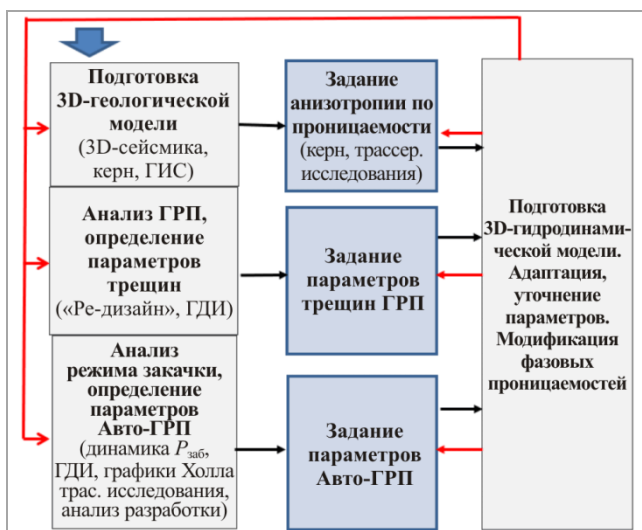 Подготовка
3D-геологической
модели
(3D-сейсмика,
керн, ГИС)
Задание
анизотропии по
проницаемости
(керн, трассер.
исследования)
Анализ ГРП,
определение
параметров
трещин
(«Ре-дизайн», ГДИ)
Задание
параметров
трещин ГРП
Анализ
режима закачки,
определение
параметров
Авто-ГРП
(динамика Pзаб,
ГДИ, графики Холла
трас. исследования,
анализ разработки)
Задание
параметров
Авто-ГРП
Подготовка
3D-гидродинами-
ческой модели.
Адаптация,
уточнение
параметров.
Модификация
фазовых
проницаемостей